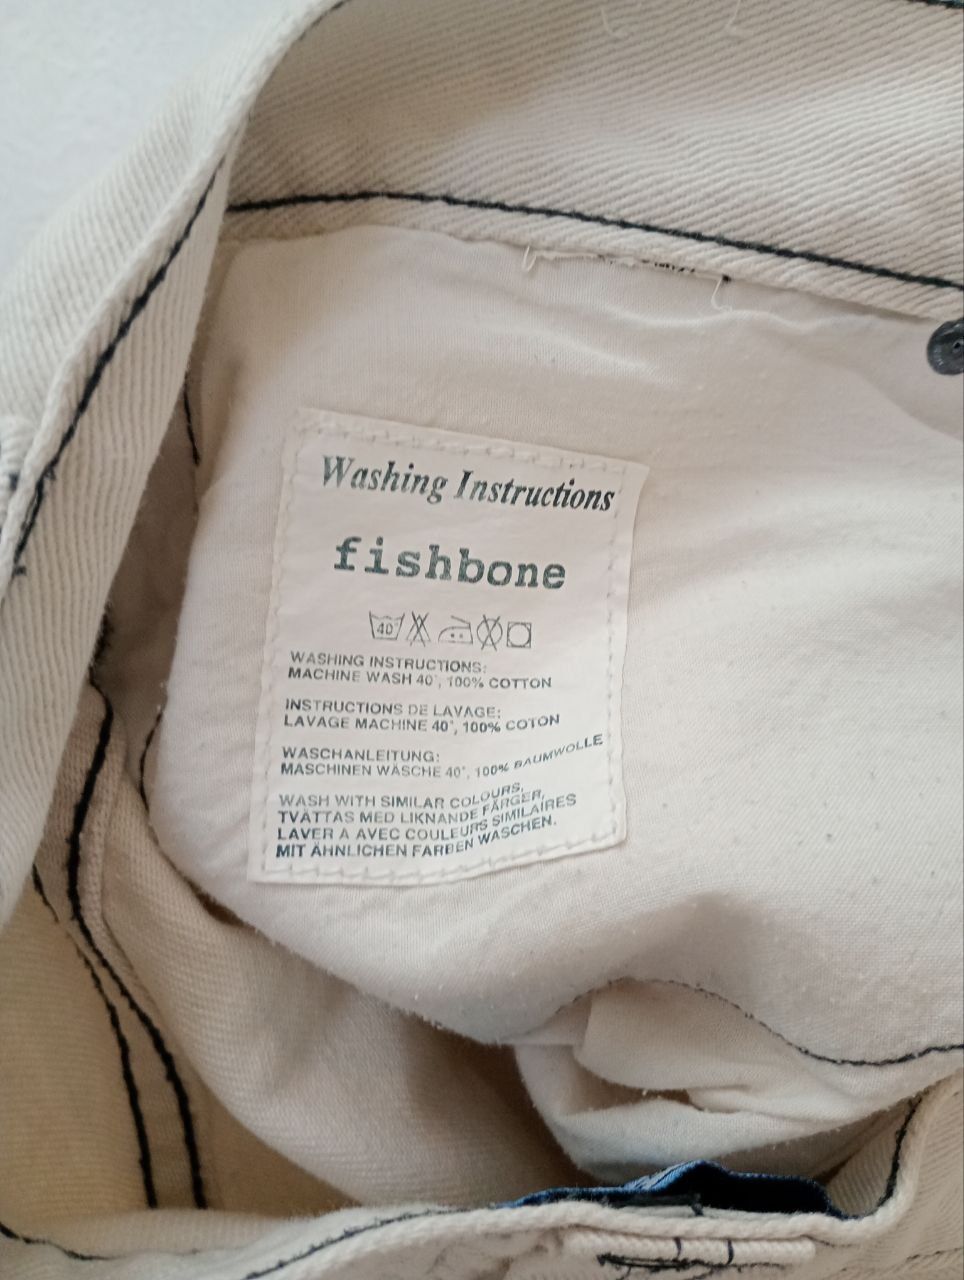 Washing Instructions
fishbone
40°
WASHING INSTRUCTIONS:
MACHINE WASH 40°, 100% COTTON
INSTRUCTIONS DE LAVAGE:
LAVAGE MACHINE 40°, 100% COTON
WASCHANLEITUNG:
MASCHINEN WÄSCHE 40°, 100% BAUMWOLLE
WASH WITH SIMILAR COLOURS,
TVÄTTAS MED LIKNANDE FÄRGER,
LAVER A AVEC COULEURS SIMILAIRES
MIT ÄHNLICHEN FARBEN WASCHEN.